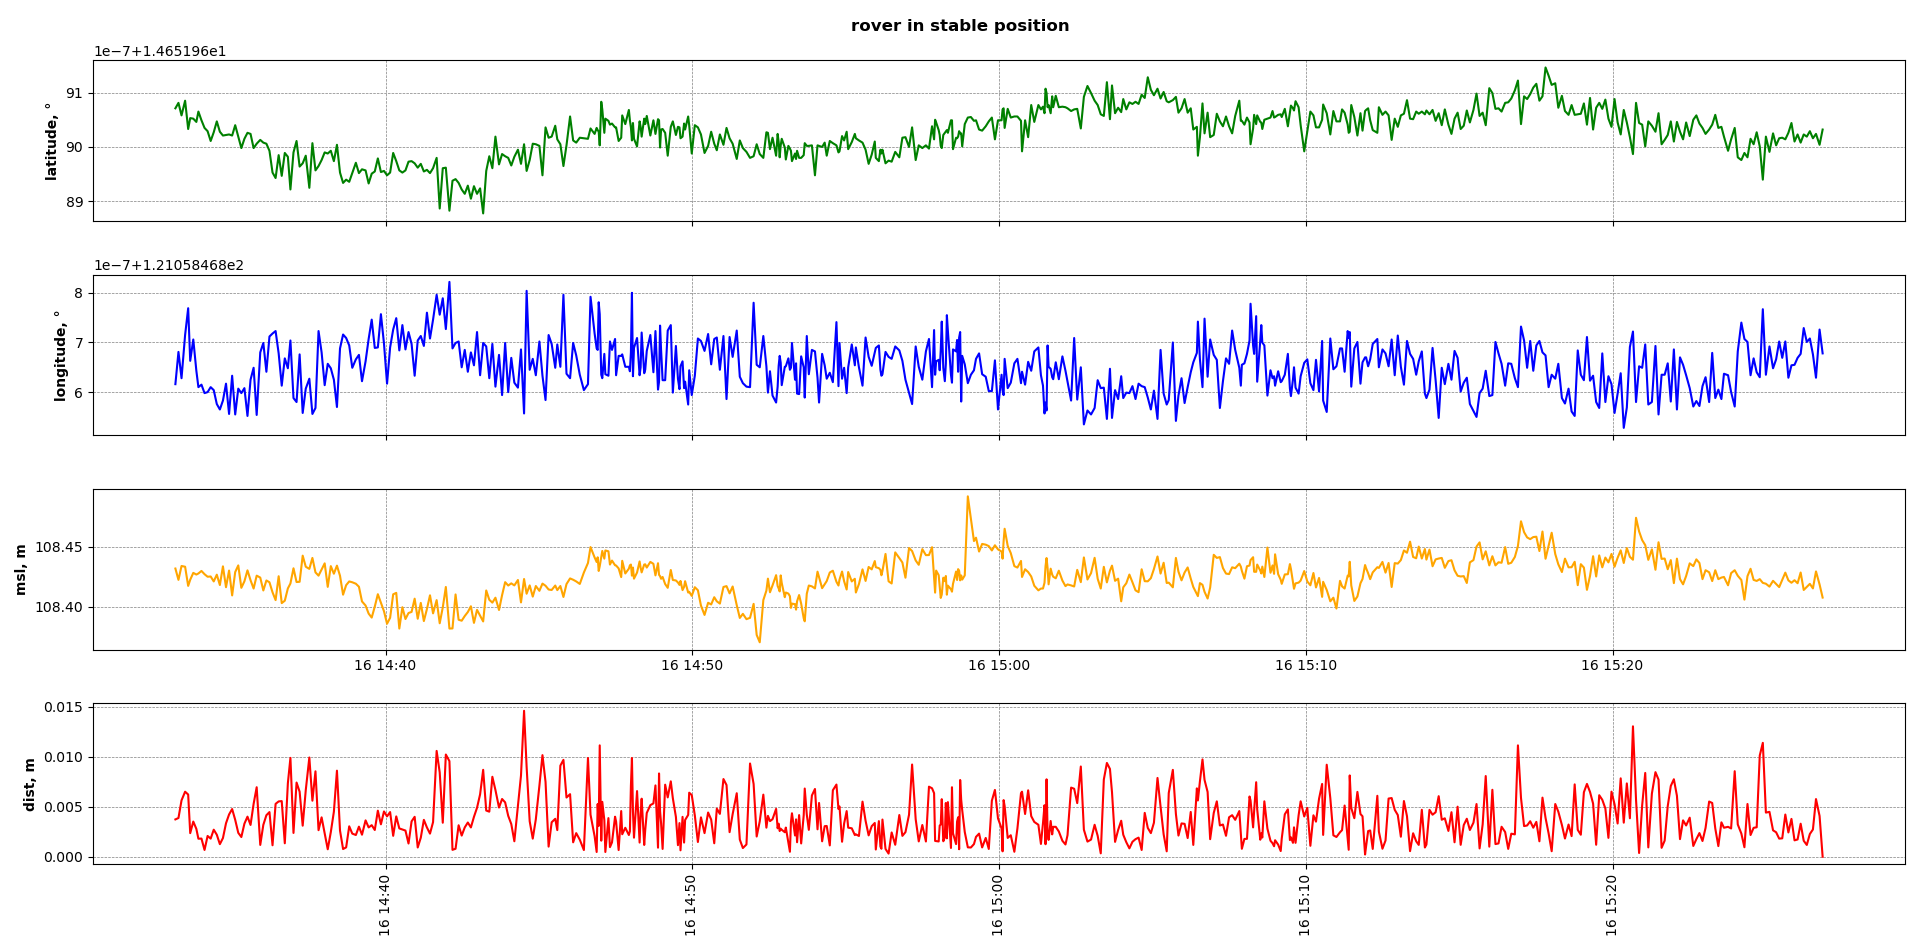 rover in stable position
1e−7+1.465196e1
latitude, °
91
90
89
1e−7+1.21058468e2
longitude, °
8
7
6
msl, m
108.45
108.40
16 14:40 16 14:50 16 15:00 16 15:10 16 15:20
dist, m
0.015
0.010
0.005
0.000
16 14:40 16 14:50 16 15:00 16 15:10 16 15:20